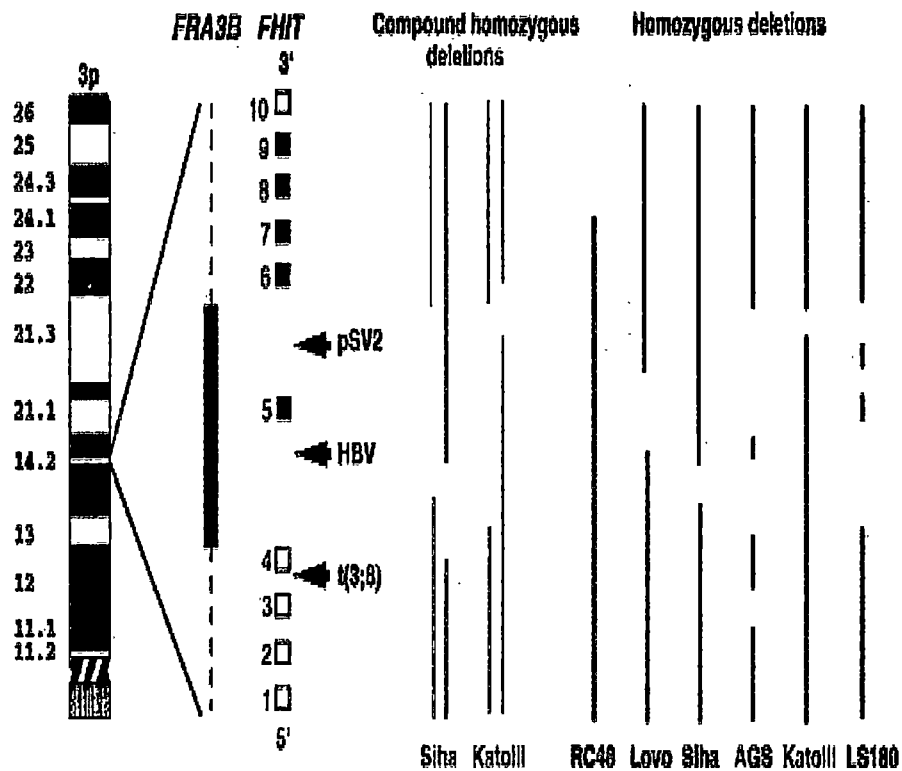 FRA3B FHIT
Compound homozygous
deletions
Homozygous deletions
3p
3'
26
25
24.3
24.1
23
22
21.3
21.1
14.2
13
12
11.1
11.2
10
9
8
7
6
5
4
3
2
1
5'
pSV2
HBV
t(3;8)
Siha KatoIII RC48 Lovo Siha AGS KatoIII LS180